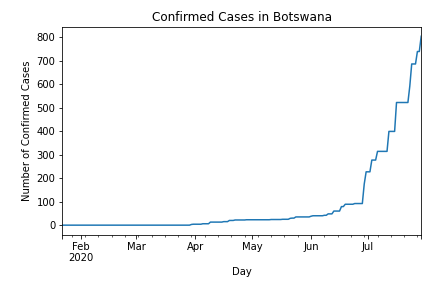 Confirmed Cases in Botswana
Number of Confirmed Cases
800
700
600
500
400
300
200
100
0
Feb Mar Apr May Jun Jul
2020
Day